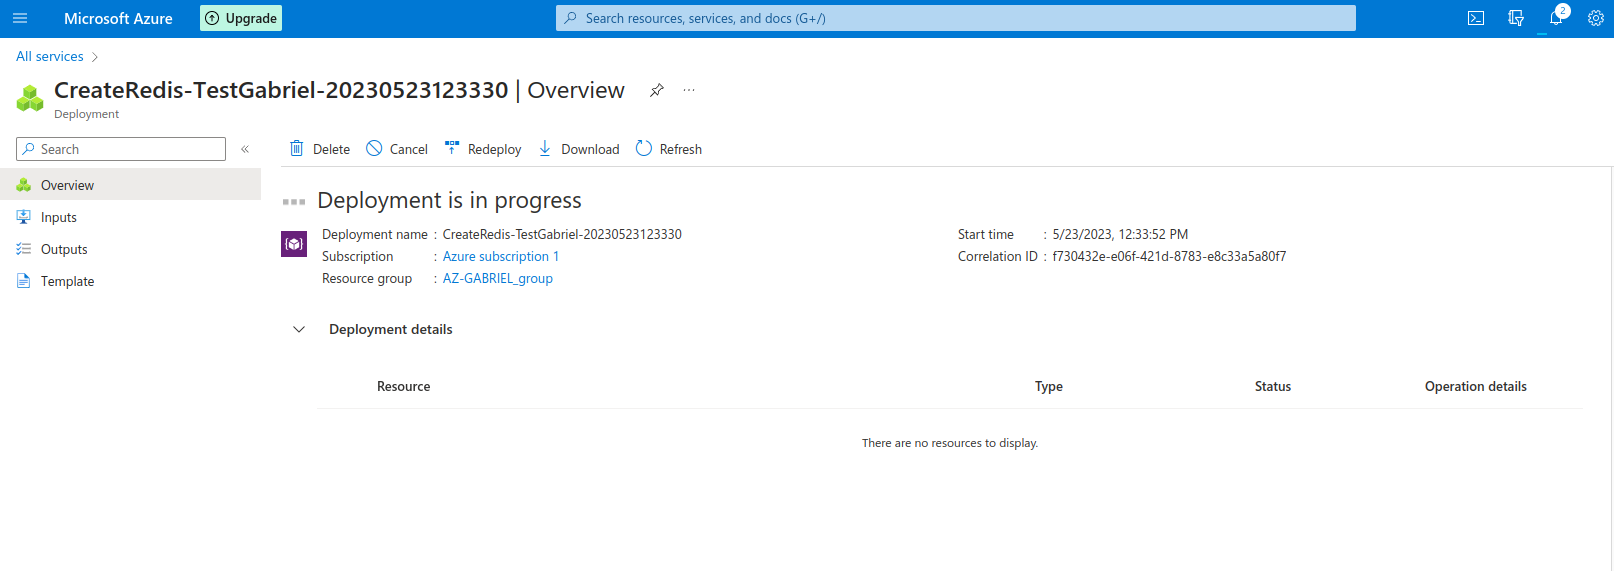 Microsoft Azure
Upgrade
Search resources, services, and docs (G+/)
2
All services
CreateRedis-TestGabriel-20230523123330 | Overview
Deployment
Search
Delete
Cancel
Redeploy
Download
Refresh
Overview
Inputs
Outputs
Template
Deployment is in progress
Deployment name : CreateRedis-TestGabriel-20230523123330
Subscription : Azure subscription 1
Resource group : AZ-GABRIEL_group
Start time : 5/23/2023, 12:33:52 PM
Correlation ID : f730432e-e06f-421d-8783-e8c33a5a80f7
Deployment details
Resource Type Status Operation details
There are no resources to display.